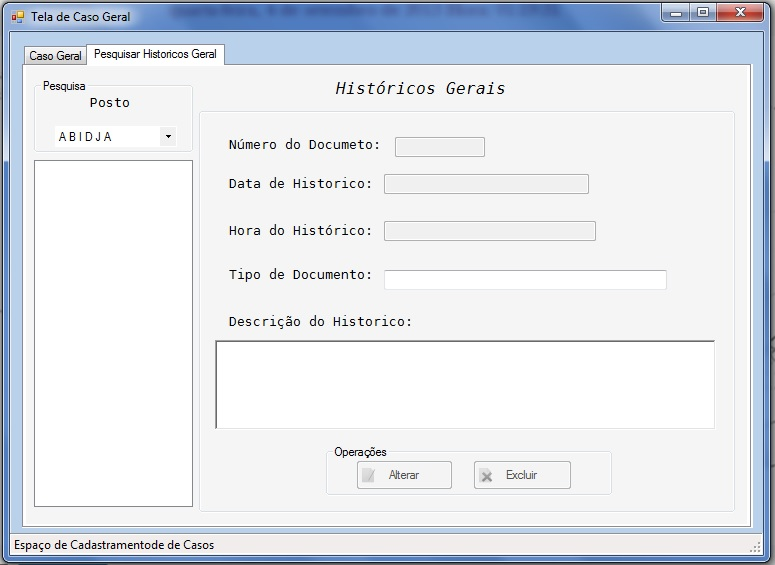 Tela de Caso Geral
Caso Geral
Pesquisar Historicos Geral
Pesquisa
Posto
ABIDJA
Históricos Gerais
Número do Documeto:
Data de Historico:
Hora do Histórico:
Tipo de Documento:
Descrição do Historico:
Operações
Alterar
Excluir
Espaço de Cadastramentode de Casos